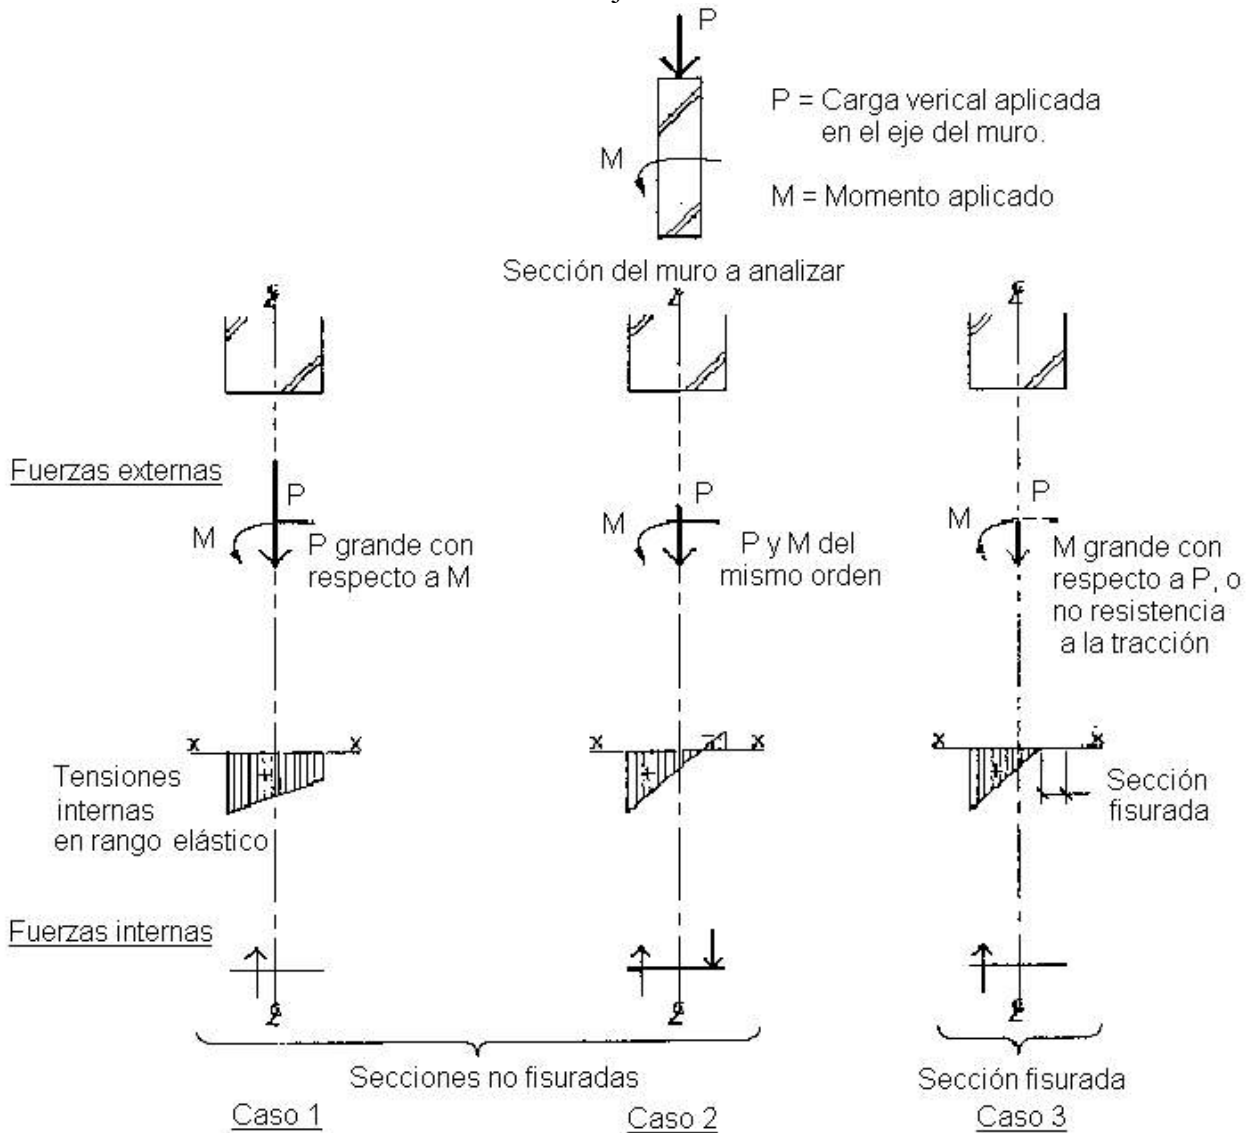 P
P = Carga verical aplicada
en el eje del muro.
M
M = Momento aplicado
Sección del muro a analizar
Fuerzas externas
P
M
P grande con
respecto a M
P
M
P y M del
mismo orden
P
M
M grande con
respecto a P, o
no resistencia
a la tracción
x x
+
Tensiones
internas
en rango elástico
x x
+
−
x x
+
Sección
fisurada
Fuerzas internas
Secciones no fisuradas
Sección fisurada
Caso 1
Caso 2
Caso 3